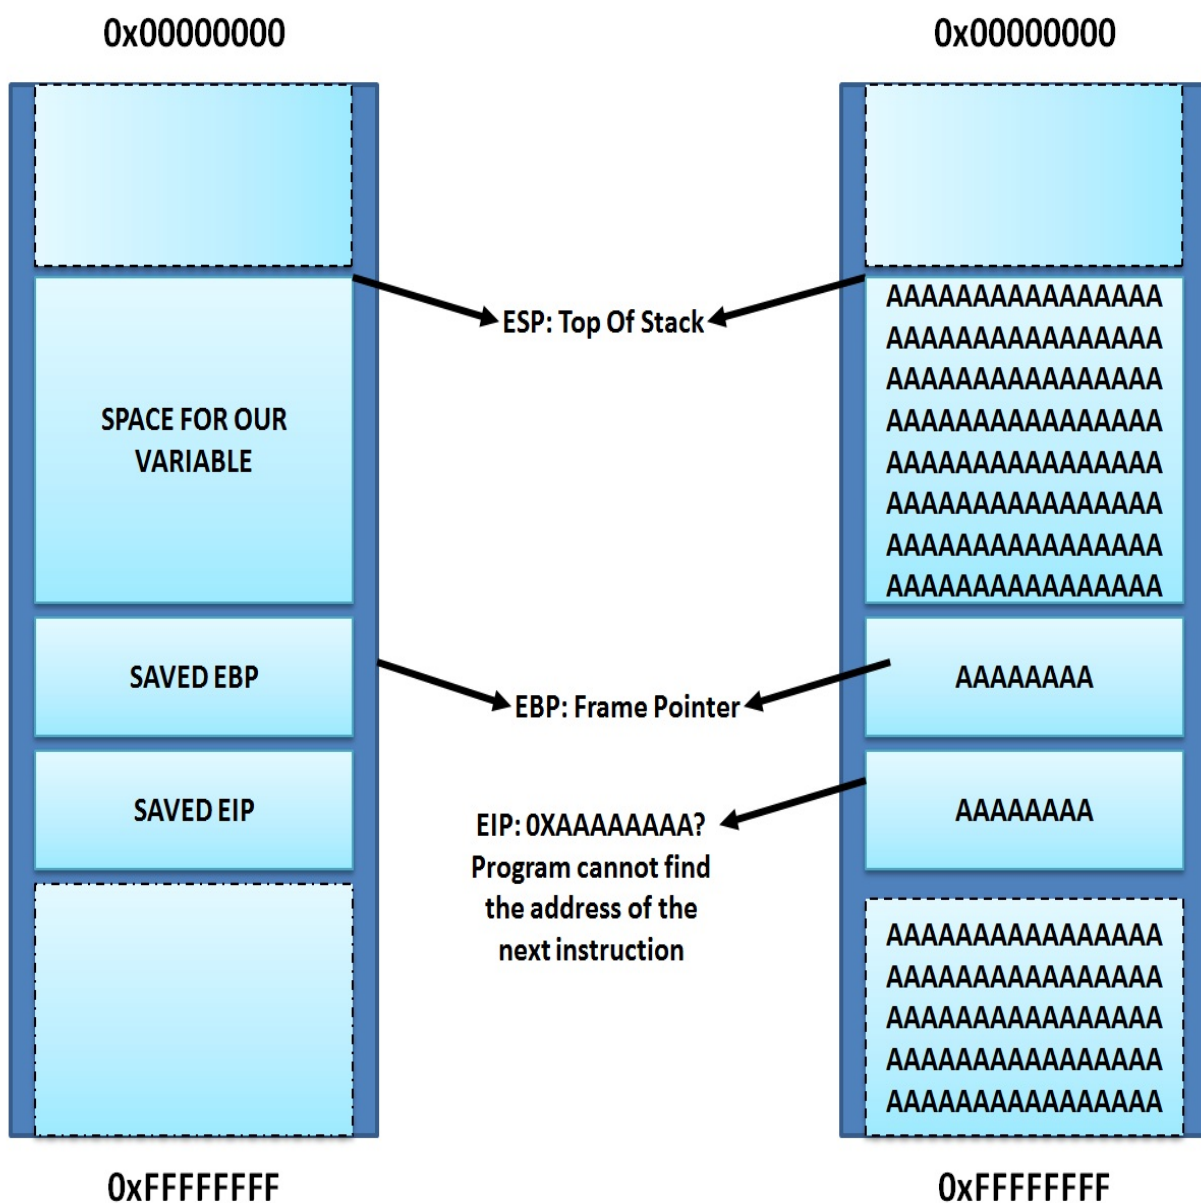 0x00000000
SPACE FOR OUR
VARIABLE
SAVED EBP
SAVED EIP
0xFFFFFFFF
ESP: Top Of Stack
EBP: Frame Pointer
EIP: 0XAAAAAAAA?
Program cannot find
the address of the
next instruction
0x00000000
AAAAAAAAAAAAAAAA
AAAAAAAAAAAAAAAA
AAAAAAAAAAAAAAAA
AAAAAAAAAAAAAAAA
AAAAAAAAAAAAAAAA
AAAAAAAAAAAAAAAA
AAAAAAAAAAAAAAAA
AAAAAAAAAAAAAAAA
AAAAAAAA
AAAAAAAA
AAAAAAAAAAAAAAAA
AAAAAAAAAAAAAAAA
AAAAAAAAAAAAAAAA
AAAAAAAAAAAAAAAA
AAAAAAAAAAAAAAAA
0xFFFFFFFF